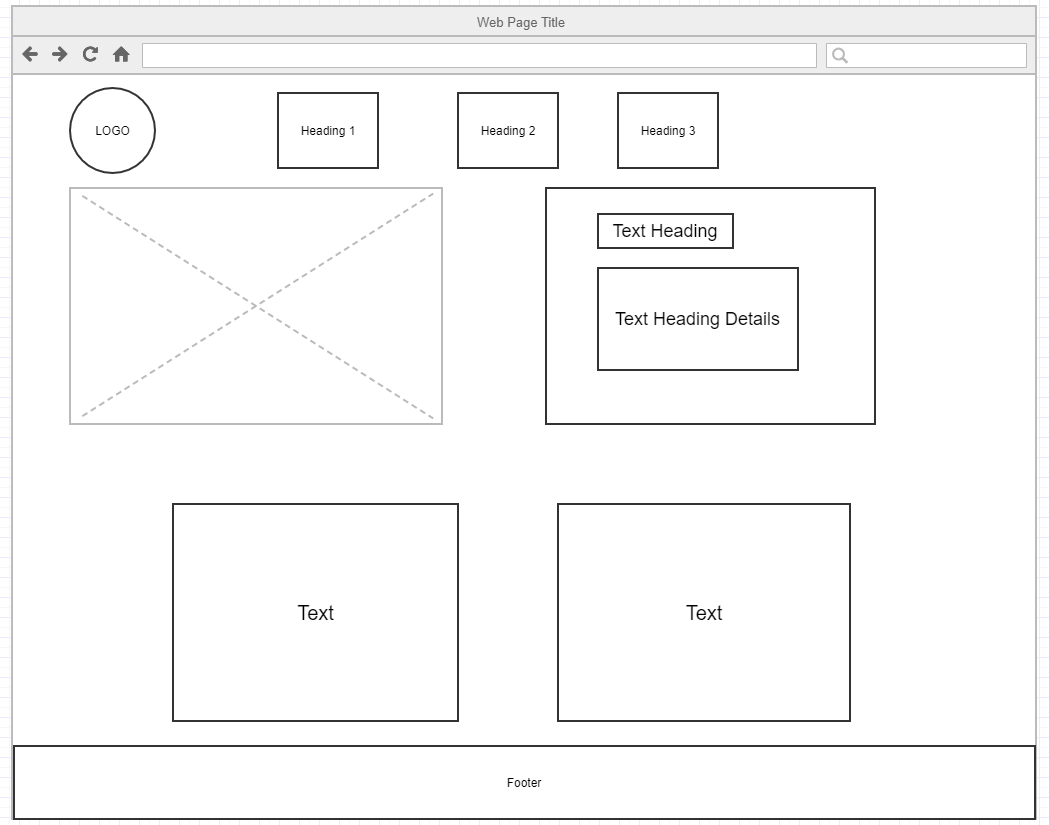 Web Page Title
LOGO
Heading 1
Heading 2
Heading 3
Text Heading
Text Heading Details
Text
Text
Footer